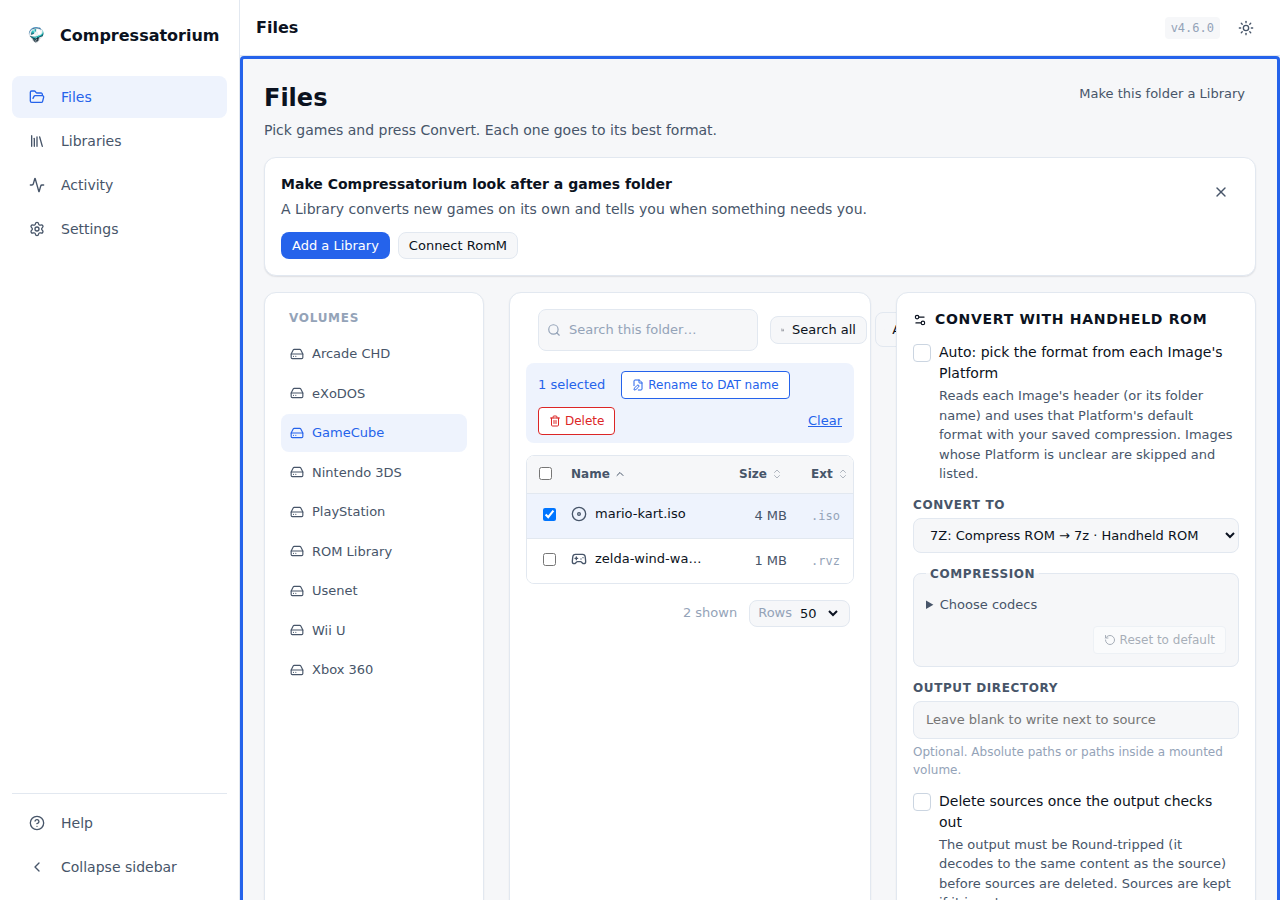 Compressatorium
Files
Libraries
Activity
Settings
Help
Collapse sidebar
Files
v4.6.0
Files
Make this folder a Library
Pick games and press Convert. Each one goes to its best format.
Make Compressatorium look after a games folder
A Library converts new games on its own and tells you when something needs you.
Add a Library
Connect RomM
VOLUMES
Arcade CHD
eXoDOS
GameCube
Nintendo 3DS
PlayStation
ROM Library
Usenet
Wii U
Xbox 360
Search this folder…
Search all
1 selected
Rename to DAT name
Delete
Clear
Name
Size
Ext
mario-kart.iso
4 MB
.iso
zelda-wind-wa…
1 MB
.rvz
2 shown
Rows 50
CONVERT WITH HANDHELD ROM
Auto: pick the format from each Image's
Platform
Reads each Image's header (or its folder
name) and uses that Platform's default
format with your saved compression. Images
whose Platform is unclear are skipped and
listed.
CONVERT TO
7Z: Compress ROM → 7z · Handheld ROM
COMPRESSION
Choose codecs
Reset to default
OUTPUT DIRECTORY
Leave blank to write next to source
Optional. Absolute paths or paths inside a mounted
volume.
Delete sources once the output checks
out
The output must be Round-tripped (it
decodes to the same content as the source)
before sources are deleted. Sources are kept